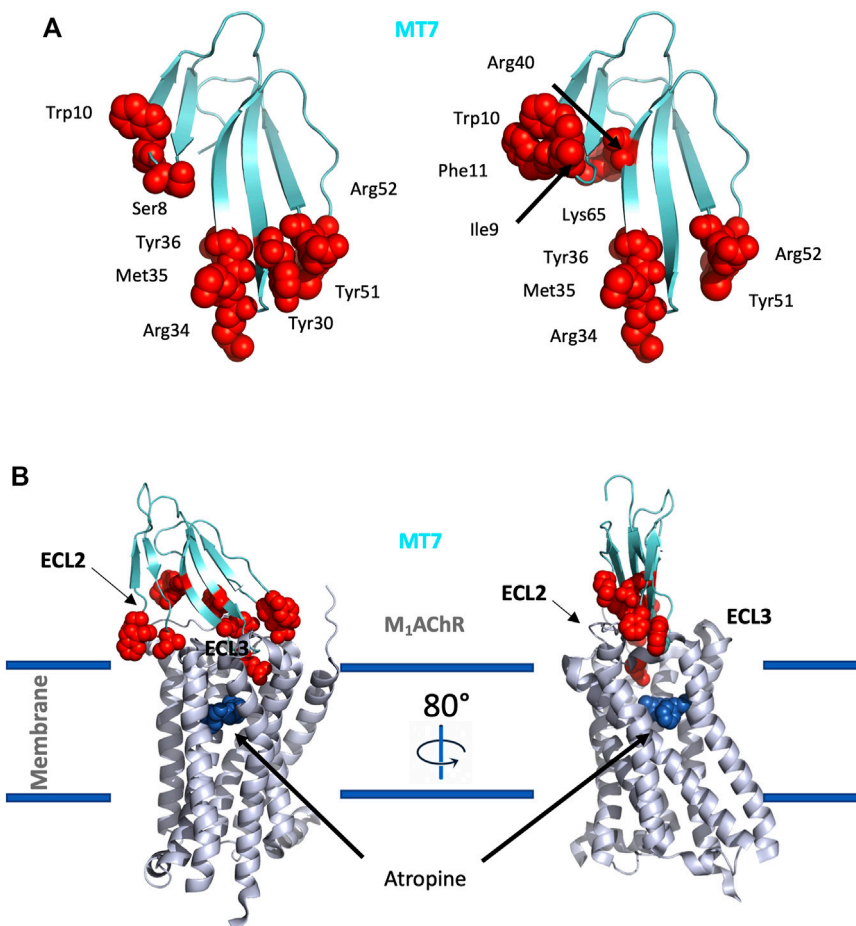 A
MT7
Trp10
Ser8
Tyr36
Met35
Arg34
Arg52
Tyr51
Tyr30
Arg40
Trp10
Phe11
Ile9
Lys65
Tyr36
Met35
Arg34
Arg52
Tyr51
B
MT7
ECL2
ECL3
M₁AChR
ECL2
ECL3
Membrane
80°
Atropine